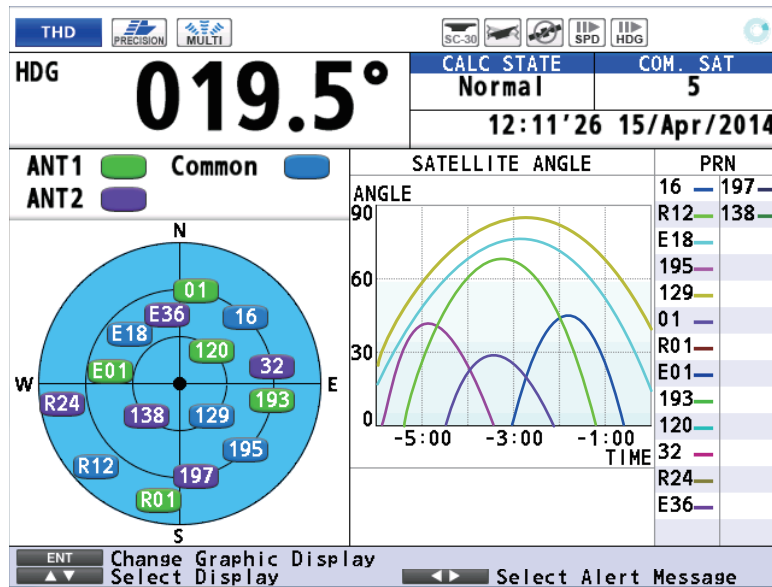 THD PRECISION MULTI SC-30 SPD HDG
HDG 019.5°
CALC STATE COM. SAT
Normal 5
12:11'26 15/Apr/2014
ANT1 Common
ANT2
N
01
E36 16
E18
120
E01 32
W E
R24 193
138 129
195
R12
197
R01
S
SATELLITE ANGLE
ANGLE
90
60
30
0
-5:00 -3:00 -1:00
TIME
PRN
16 197
R12 138
E18
195
129
01
R01
E01
193
120
32
R24
E36
ENT Change Graphic Display
▲▼ Select Display ◀▶ Select Alert Message